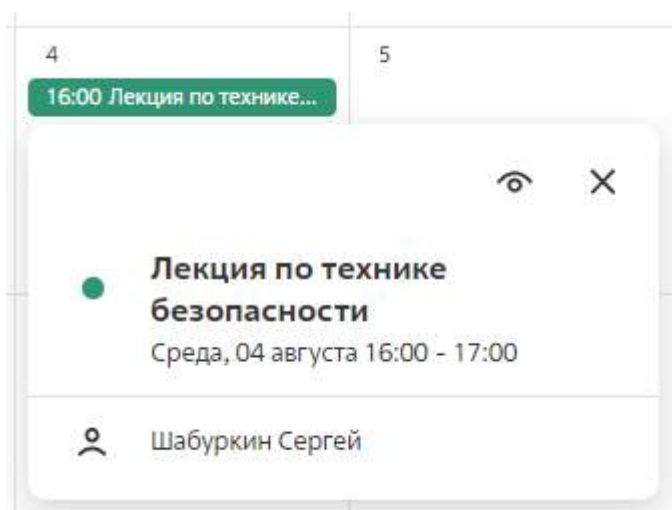 4 5
16:00 Лекция по технике...
Лекция по технике
безопасности
Среда, 04 августа 16:00 - 17:00
Шабуркин Сергей